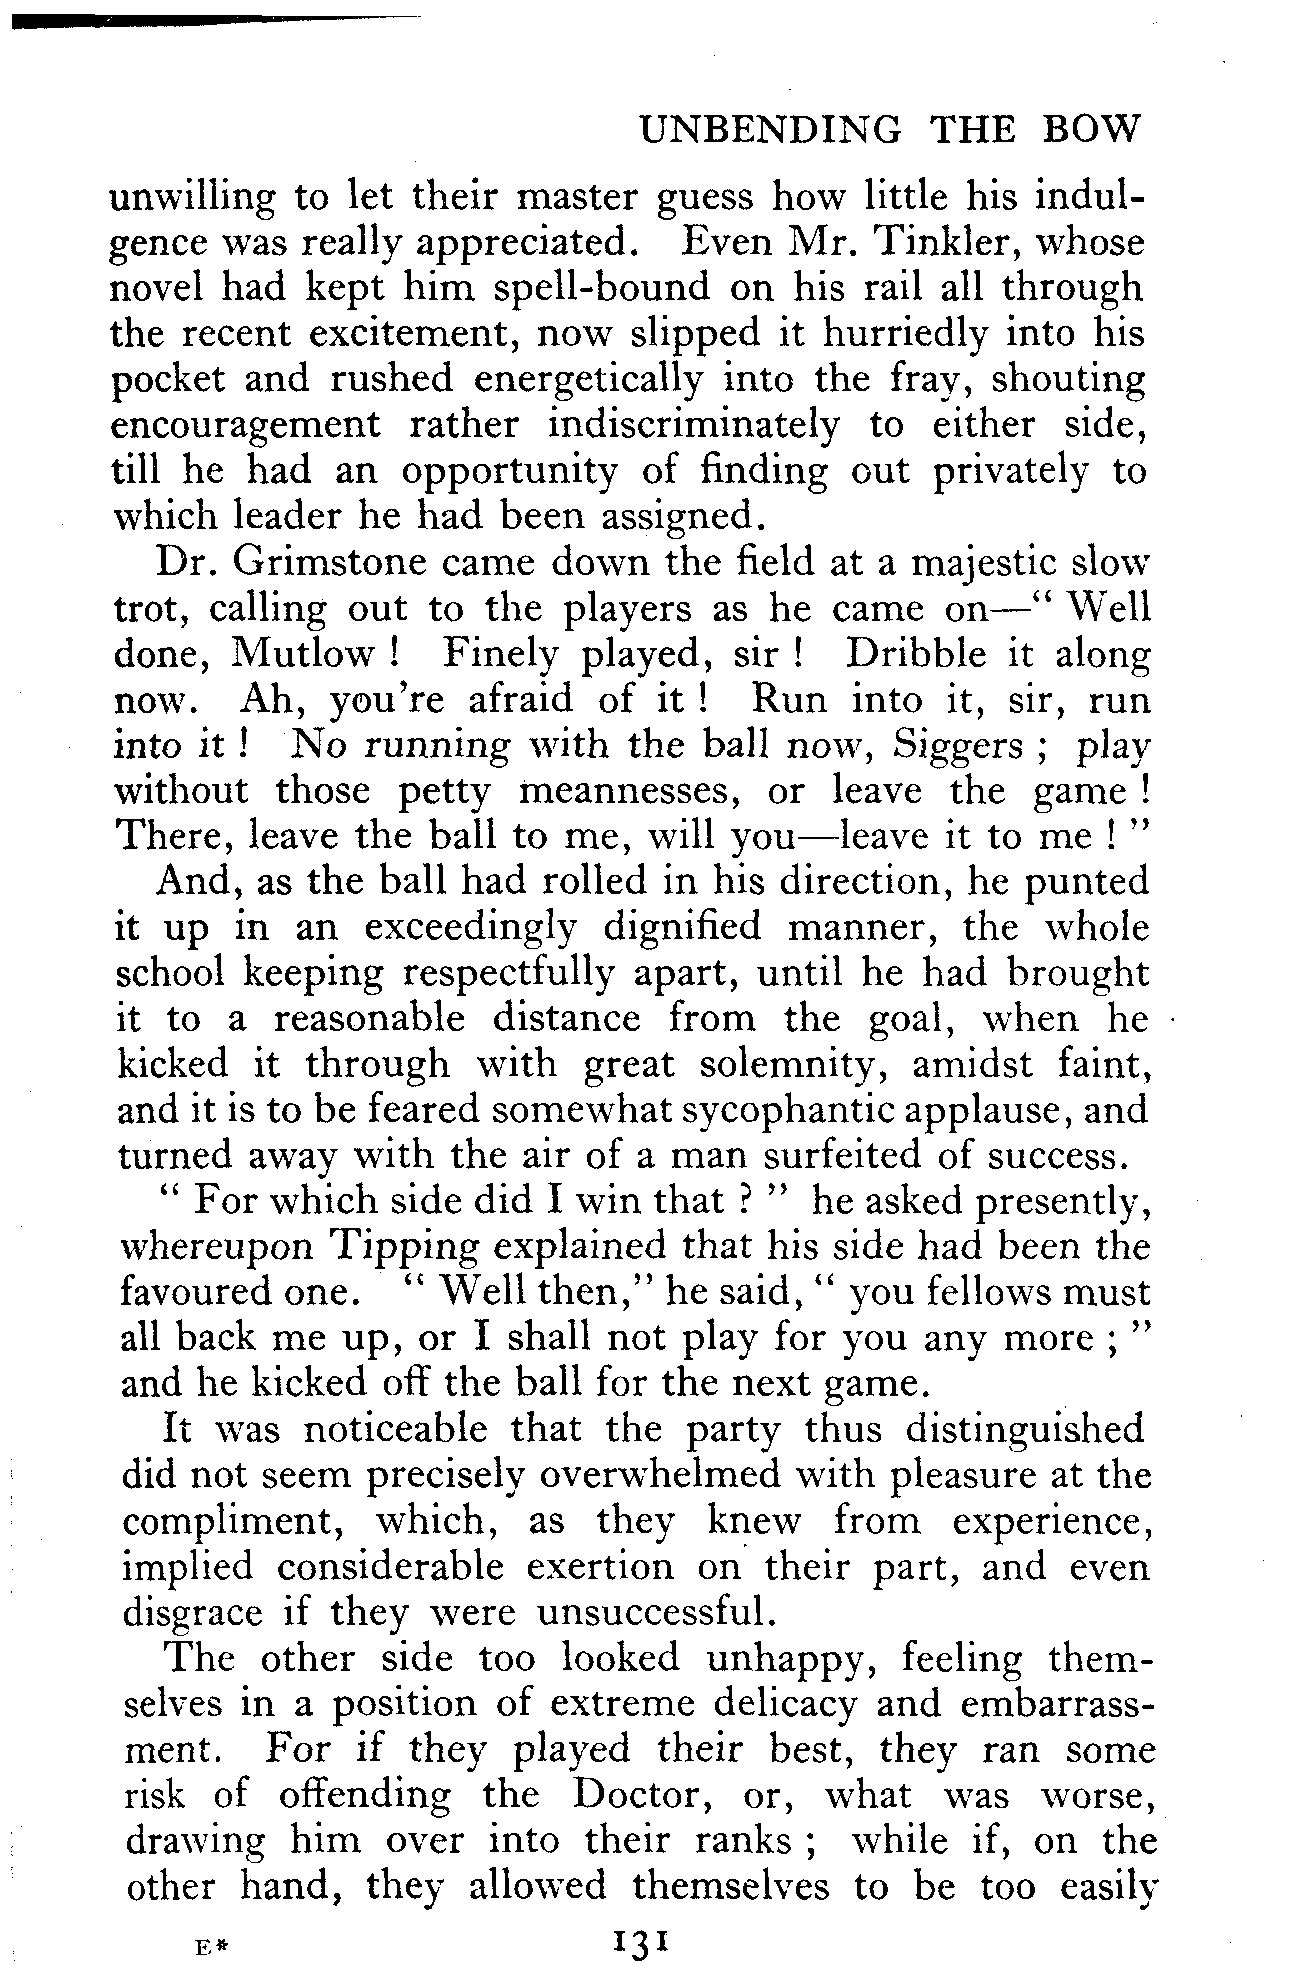 UNBENDING THE BOW
unwilling to let their master guess how little his indul-
gence was really appreciated. Even Mr. Tinkler, whose
novel had kept him spell-bound on his rail all through
the recent excitement, now slipped it hurriedly into his
pocket and rushed energetically into the fray, shouting
encouragement rather indiscriminately to either side,
till he had an opportunity of finding out privately to
which leader he had been assigned.
Dr. Grimstone came down the field at a majestic slow
trot, calling out to the players as he came on—“ Well
done, Mutlow ! Finely played, sir ! Dribble it along
now. Ah, you’re afraid of it ! Run into it, sir, run
into it ! No running with the ball now, Siggers ; play
without those petty meannesses, or leave the game !
There, leave the ball to me, will you—leave it to me ! ”
And, as the ball had rolled in his direction, he punted
it up in an exceedingly dignified manner, the whole
school keeping respectfully apart, until he had brought
it to a reasonable distance from the goal, when he
kicked it through with great solemnity, amidst faint,
and it is to be feared somewhat sycophantic applause, and
turned away with the air of a man surfeited of success.
“ For which side did I win that ? ” he asked presently,
whereupon Tipping explained that his side had been the
favoured one. “ Well then,” he said, “ you fellows must
all back me up, or I shall not play for you any more ; ”
and he kicked off the ball for the next game.
It was noticeable that the party thus distinguished
did not seem precisely overwhelmed with pleasure at the
compliment, which, as they knew from experience,
implied considerable exertion on their part, and even
disgrace if they were unsuccessful.
The other side too looked unhappy, feeling them-
selves in a position of extreme delicacy and embarrass-
ment. For if they played their best, they ran some
risk of offending the Doctor, or, what was worse,
drawing him over into their ranks ; while if, on the
other hand, they allowed themselves to be too easily
E* 131